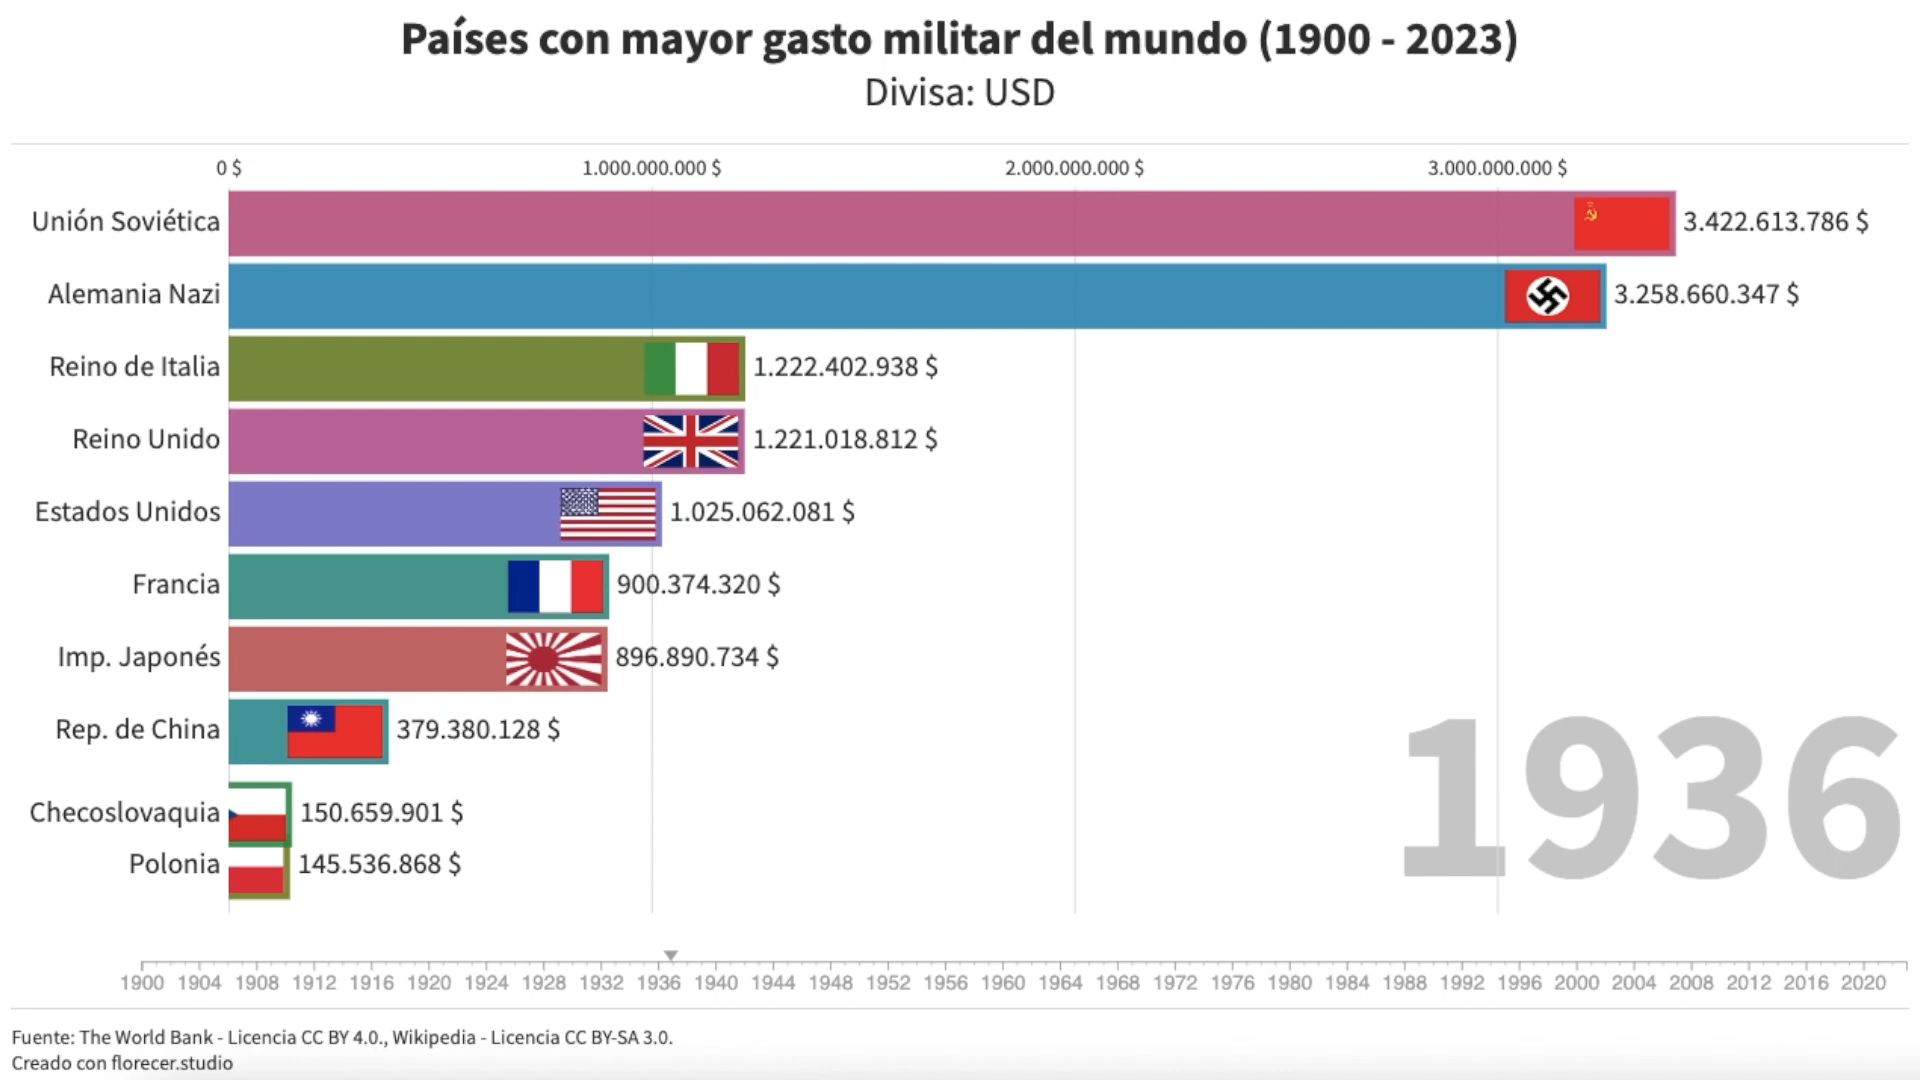 Países con mayor gasto militar del mundo (1900 - 2023)
Divisa: USD
0 $ 1.000.000.000 $ 2.000.000.000 $ 3.000.000.000 $
Unión Soviética 3.422.613.786 $
Alemania Nazi 3.258.660.347 $
Reino de Italia 1.222.402.938 $
Reino Unido 1.221.018.812 $
Estados Unidos 1.025.062.081 $
Francia 900.374.320 $
Imp. Japonés 896.890.734 $
Rep. de China 379.380.128 $
Checoslovaquia 150.659.901 $
Polonia 145.536.868 $
1936
1900 1904 1908 1912 1916 1920 1924 1928 1932 1936 1940 1944 1948 1952 1956 1960 1964 1968 1972 1976 1980 1984 1988 1992 1996 2000 2004 2008 2012 2016 2020
Fuente: The World Bank - Licencia CC BY 4.0., Wikipedia - Licencia CC BY-SA 3.0.
Creado con florecer.studio